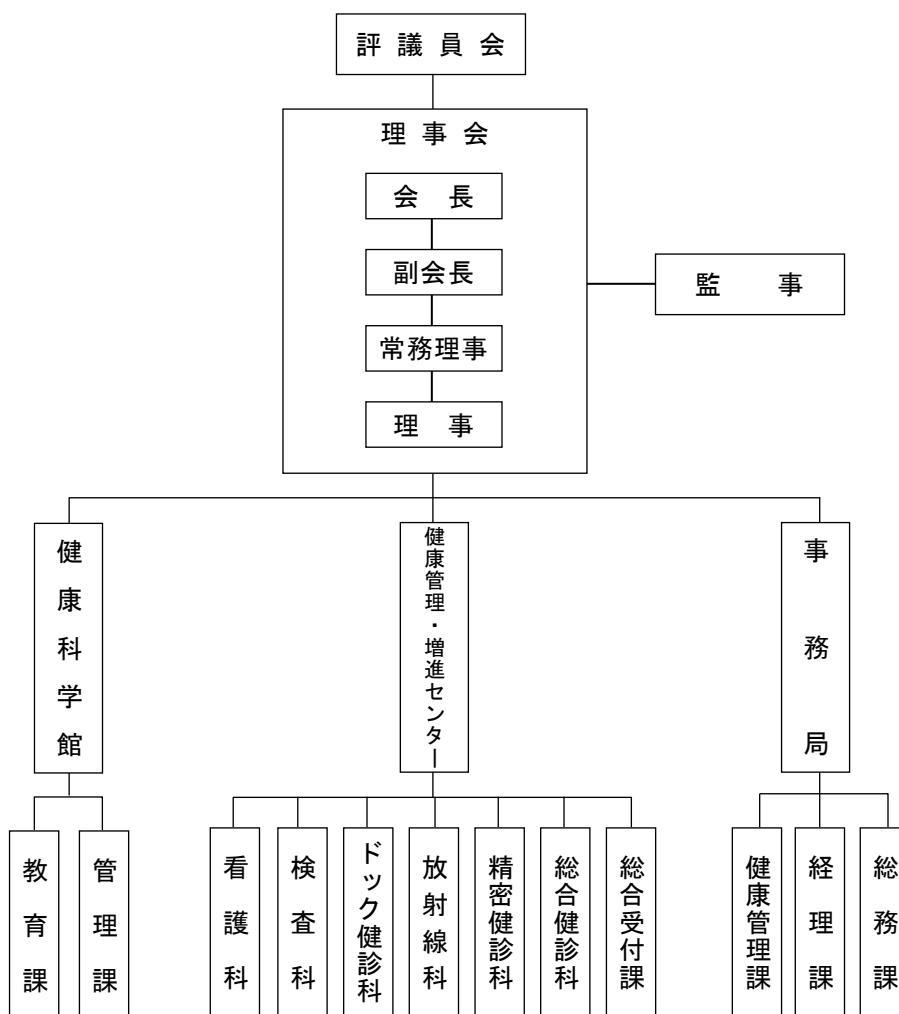 評議員会
理事会
会長
副会長
常務理事
理事
監事
健康科学館
健康管理・増進センター
事務局
教育課
管理課
看護科
検査科
ドック健診科
放射線科
精密健診科
総合健診科
総合受付課
健康管理課
経理課
総務課